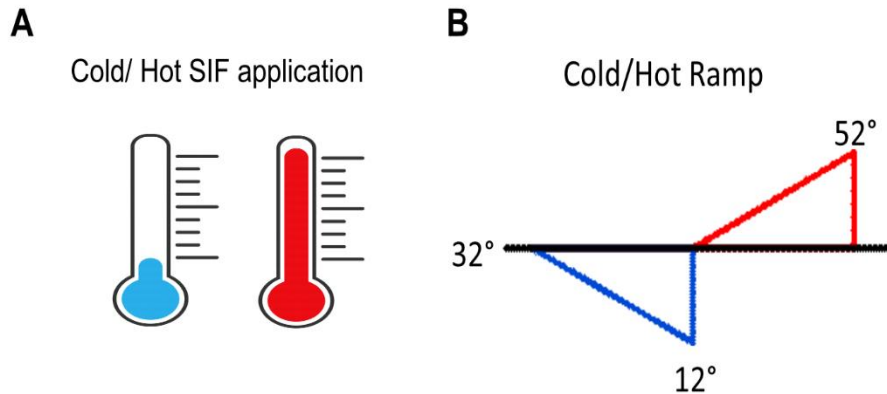 A
Cold/ Hot SIF application
B
Cold/Hot Ramp
52°
32°
12°